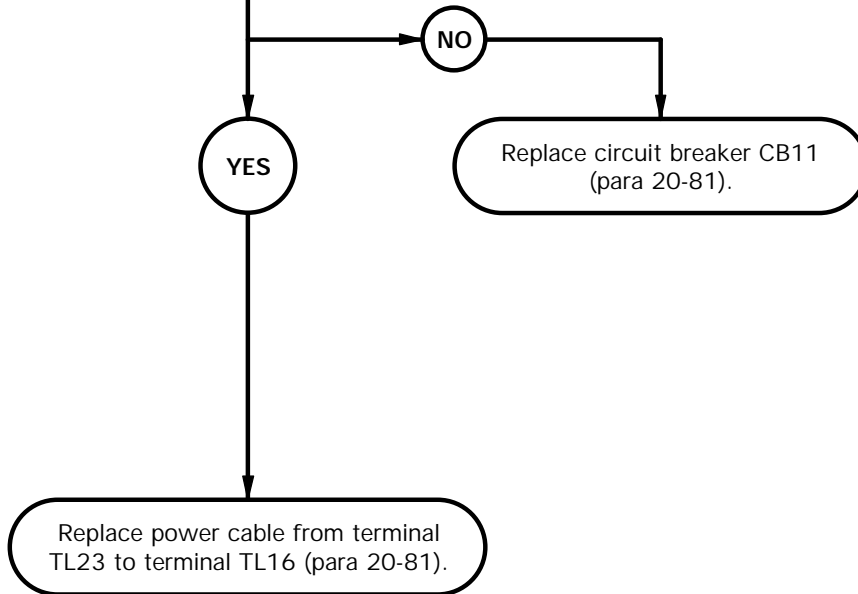 NO
YES
Replace circuit breaker CB11
(para 20-81).
Replace power cable from terminal
TL23 to terminal TL16 (para 20-81).